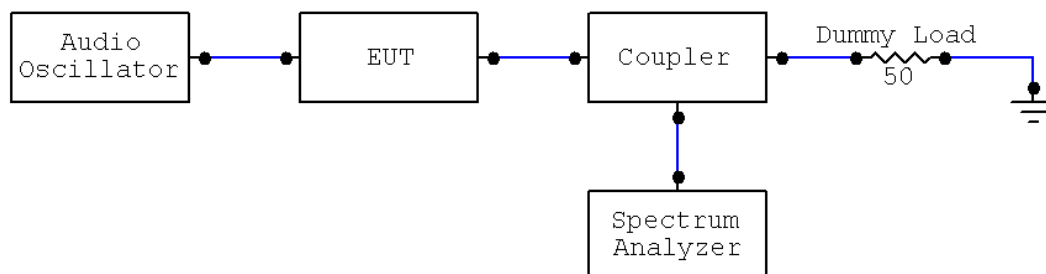 Audio
Oscillator
EUT
Coupler
Dummy Load
50
Spectrum
Analyzer